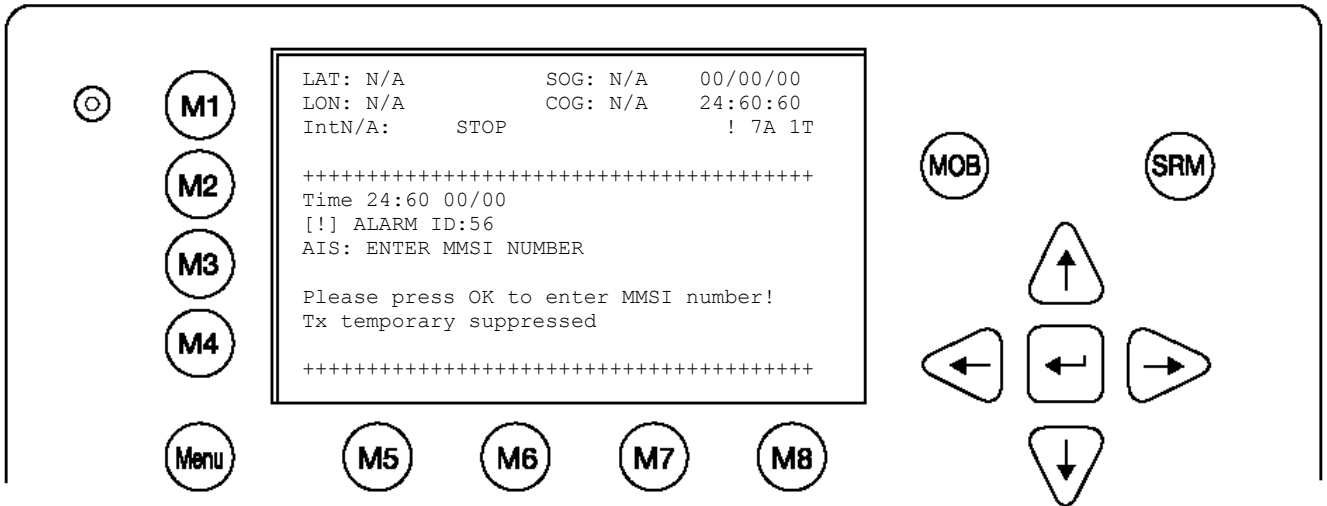 LAT: N/A SOG: N/A 00/00/00
LON: N/A COG: N/A 24:60:60
IntN/A: STOP ! 7A 1T
++++++++++++++++++++++++++++++++++++++++
Time 24:60 00/00
[!] ALARM ID:56
AIS: ENTER MMSI NUMBER
Please press OK to enter MMSI number!
Tx temporary suppressed
++++++++++++++++++++++++++++++++++++++++
M1
M2
M3
M4
Menu
M5 M6 M7 M8
MOB SRM